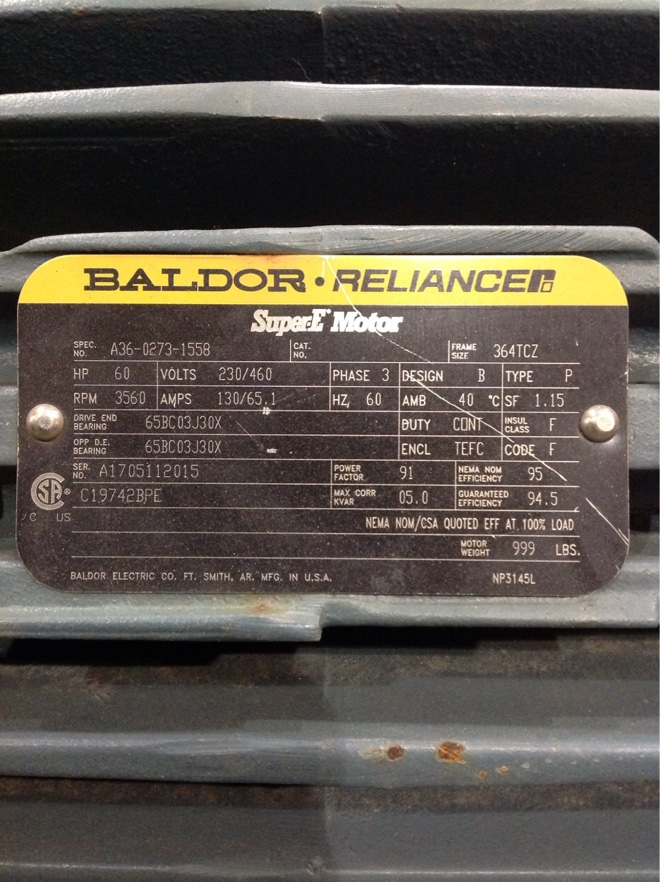 BALDOR • RELIANCE
Super-E® Motor
SPEC. NO. A36-0273-1558 CAT. NO. FRAME SIZE 364TCZ
HP 60 VOLTS 230/460 PHASE 3 DESIGN B TYPE P
RPM 3560 AMPS 130/65.1 HZ 60 AMB 40 °C SF 1.15
DRIVE END BEARING 65BC03J30X DUTY CONT INSUL CLASS F
OPP D.E. BEARING 65BC03J30X ENCL TEFC CODE F
SER. NO. A1705112015 POWER FACTOR 91 NEMA NOM EFFICIENCY 95
SA ® C19742BPE MAX CORR KVAR 05.0 GUARANTEED EFFICIENCY 94.5
C US NEMA NOM/CSA QUOTED EFF AT 100% LOAD
MOTOR WEIGHT 999 LBS.
BALDOR ELECTRIC CO. FT. SMITH, AR. MFG. IN U.S.A. NP3145L